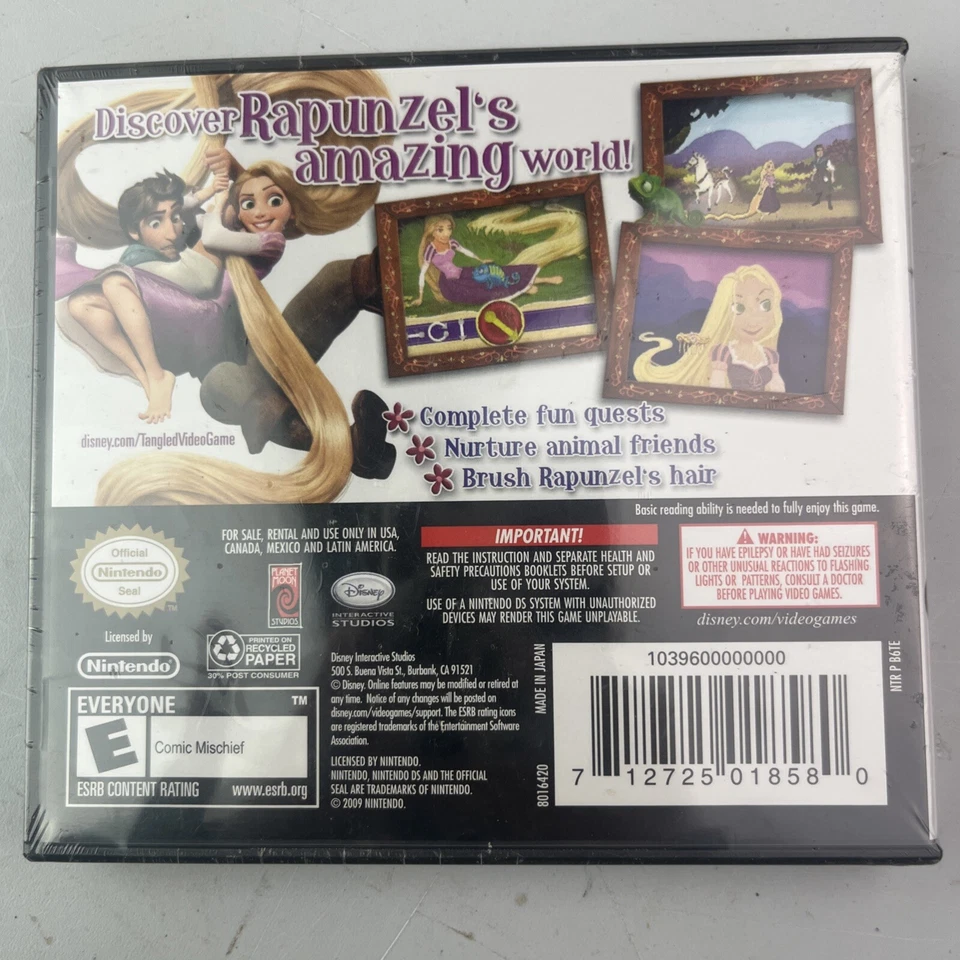 Discover Rapunzel's
amazing world!
disney.com/TangledVideoGame
Complete fun quests
Nurture animal friends
Brush Rapunzel's hair
Basic reading ability is needed to fully enjoy this game.
Official
Nintendo
Seal
TM
FOR SALE, RENTAL AND USE ONLY IN USA,
CANADA, MEXICO AND LATIN AMERICA.
PLANET
MOON
STUDIOS
Disney
INTERACTIVE
STUDIOS
IMPORTANT!
READ THE INSTRUCTION AND SEPARATE HEALTH AND
SAFETY PRECAUTIONS BOOKLETS BEFORE SETUP OR
USE OF YOUR SYSTEM.
USE OF A NINTENDO DS SYSTEM WITH UNAUTHORIZED
DEVICES MAY RENDER THIS GAME UNPLAYABLE.
WARNING:
IF YOU HAVE EPILEPSY OR HAVE HAD SEIZURES
OR OTHER UNUSUAL REACTIONS TO FLASHING
LIGHTS OR PATTERNS, CONSULT A DOCTOR
BEFORE PLAYING VIDEO GAMES.
disney.com/videogames
Licensed by
Nintendo
PRINTED ON
RECYCLED
PAPER
30% POST CONSUMER
EVERYONE TM
E
Comic Mischief
ESRB CONTENT RATING www.esrb.org
Disney Interactive Studios
500 S. Buena Vista St., Burbank, CA 91521
© Disney. Online features may be modified or retired at
any time. Notice of any changes will be posted on
disney.com/videogames/support. The ESRB rating icons
are registered trademarks of the Entertainment Software
Association.
LICENSED BY NINTENDO.
NINTENDO, NINTENDO DS AND THE OFFICIAL
SEAL ARE TRADEMARKS OF NINTENDO.
© 2009 NINTENDO.
MADE IN JAPAN
8016420
1039600000000
7 12725 01858 0
NTR P B6TE